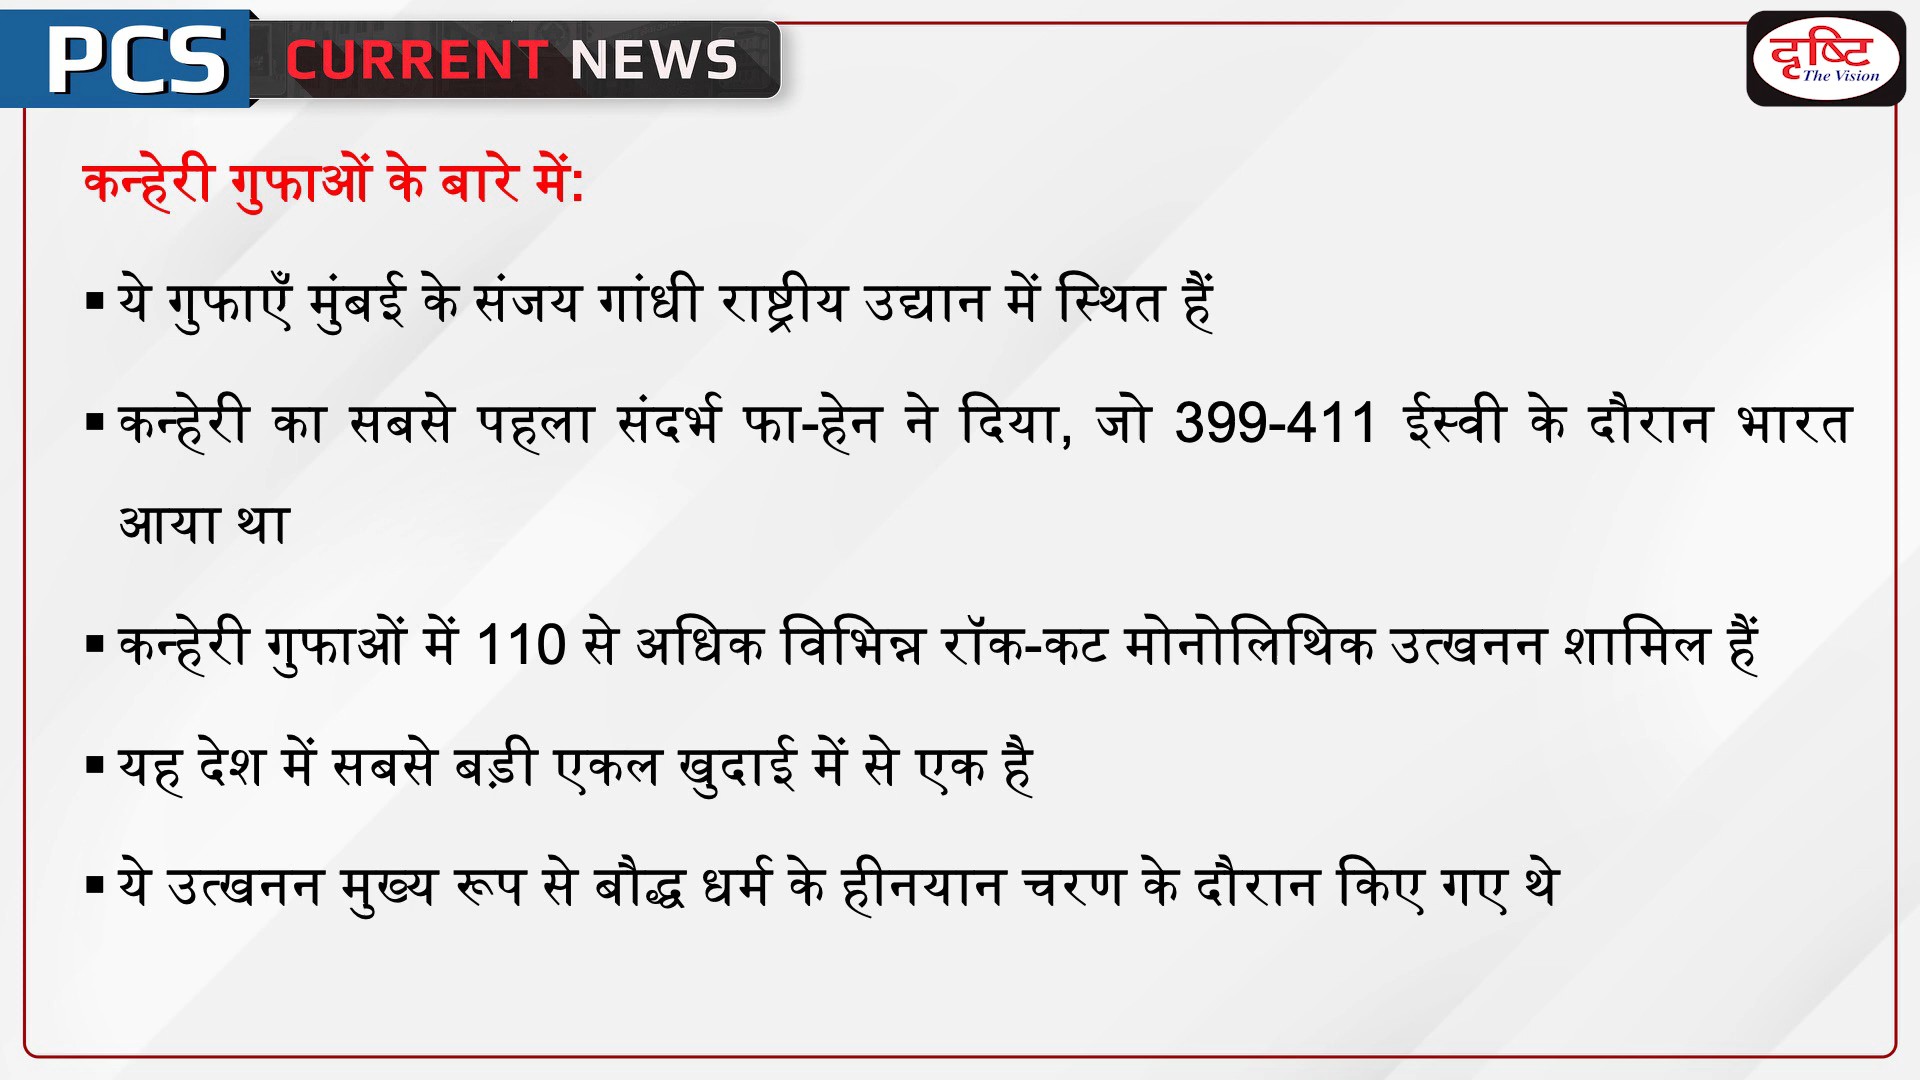 PCS CURRENT NEWS
दृष्टि
The Vision
कन्हेरी गुफाओं के बारे में:
▪ ये गुफाएँ मुंबई के संजय गांधी राष्ट्रीय उद्यान में स्थित हैं
▪ कन्हेरी का सबसे पहला संदर्भ फा-हेन ने दिया, जो 399-411 ईस्वी के दौरान भारत
आया था
▪ कन्हेरी गुफाओं में 110 से अधिक विभिन्न रॉक-कट मोनोलिथिक उत्खनन शामिल हैं
▪ यह देश में सबसे बड़ी एकल खुदाई में से एक है
▪ ये उत्खनन मुख्य रूप से बौद्ध धर्म के हीनयान चरण के दौरान किए गए थे